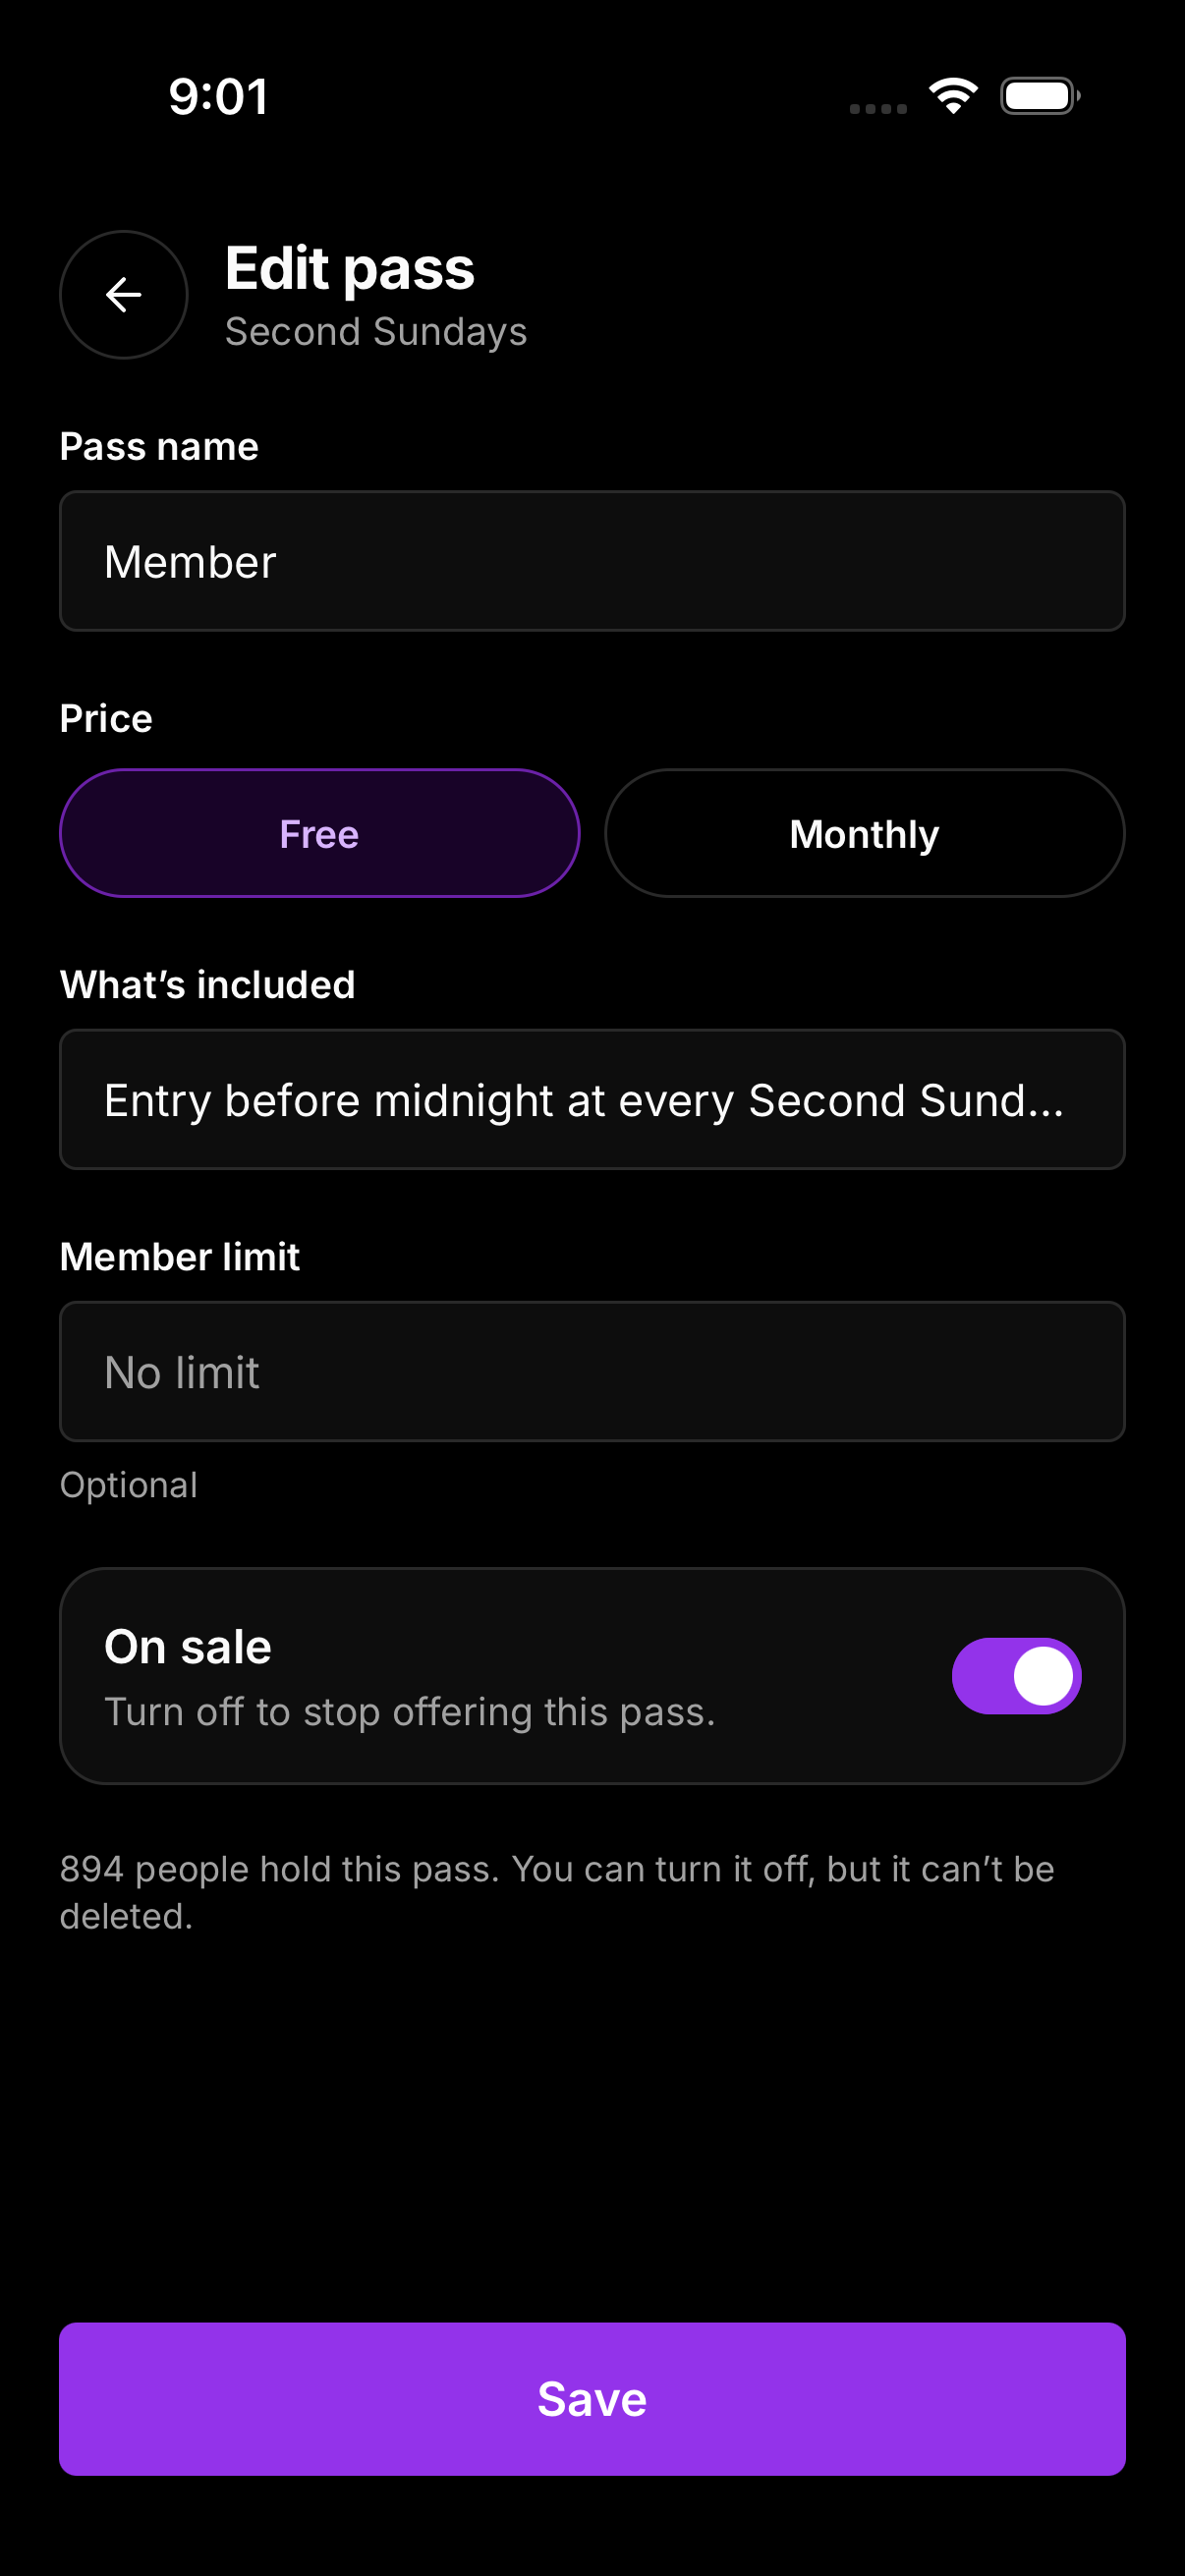 9:01
Edit pass
Second Sundays
Pass name
Member
Price
Free
Monthly
What’s included
Entry before midnight at every Second Sund...
Member limit
No limit
Optional
On sale
Turn off to stop offering this pass.
894 people hold this pass. You can turn it off, but it can’t be
deleted.
Save